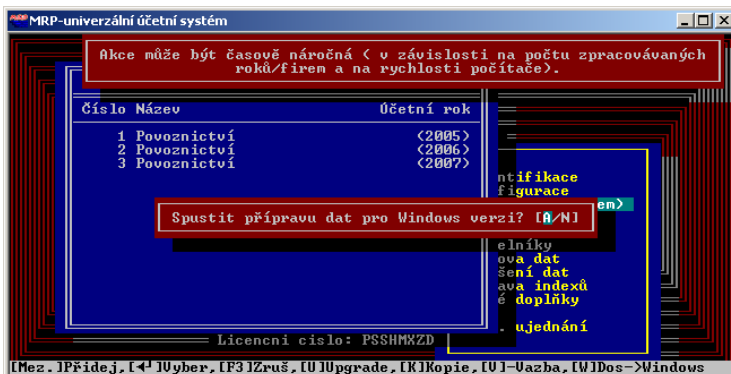 MRP-univerzální účetní systém
Akce může být časově náročná ( v závislosti na počtu zpracovávaných
roků/firem a na rychlosti počítače).
Číslo Název Účetní rok
1 Povoznictví (2005)
2 Povoznictví (2006)
3 Povoznictví (2007)
ntifikace
figurace
em)
Spustit přípravu dat pro Windows verzi? [A/N]
elníky
ova dat
šení dat
ava indexů
é doplňky
. ujednání
Licencni cislo: PSSHMXZD
[Mez.]Přidej,[◄┘]Vyber,[F3]Zruš,[U]Upgrade,[K]Kopie,[V]-Vazba,[W]Dos->Windows